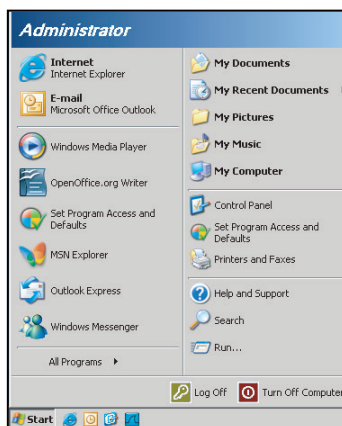 Administrator
Internet
Internet Explorer
E-mail
Microsoft Office Outlook
Windows Media Player
OpenOffice.org Writer
Set Program Access and
Defaults
MSN Explorer
Outlook Express
Windows Messenger
All Programs
My Documents
My Recent Documents
My Pictures
My Music
My Computer
Control Panel
Set Program Access and
Defaults
Printers and Faxes
Help and Support
Search
Run...
Log Off
Turn Off Computer
Start